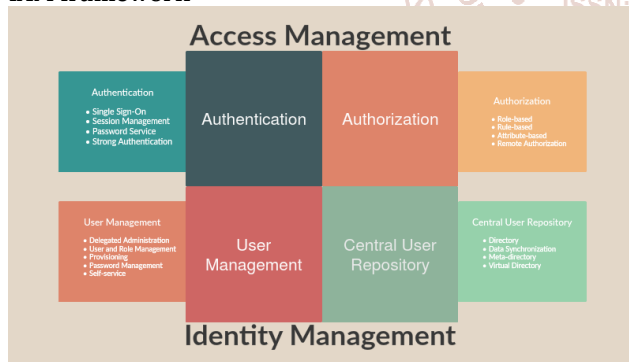 Access Management
Authentication
• Single Sign-On
• Session Management
• Password Service
• Strong Authentication
Authentication
Authorization
Authorization
• Role-based
• Rule-based
• Attribute-based
• Remote Authorization
User Management
• Delegated Administration
• User and Role Management
• Provisioning
• Password Management
• Self-service
User
Management
Central User
Repository
Central User Repository
• Directory
• Data Synchronization
• Meta-directory
• Virtual Directory
Identity Management